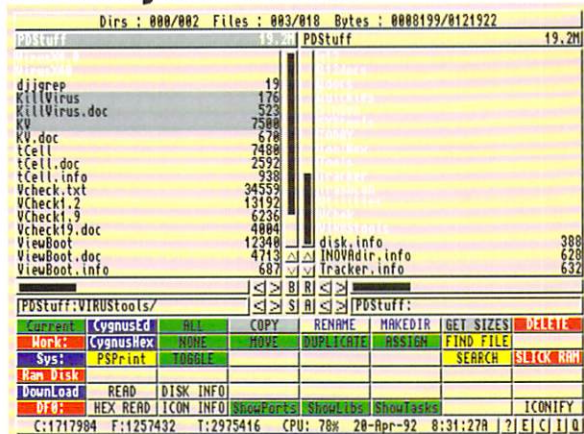 Dirs : 000/002 Files : 003/018 Bytes : 0008199/0121922
PDStuff 19.2M
PDStuff 19.2M
djjgrep 19
KillVirus 176
KillVirus.doc 523
KV 7500
KV.doc 670
tCell 7480
tCell.doc 2592
tCell.info 938
Vcheck.txt 34559
VCheck1.2 13192
VCheck1.9 6236
Vcheck19.doc 4004
ViewBoot 12340
ViewBoot.doc 4713
ViewBoot.info 687
disk.info 388
INOVAdir.info 628
Tracker.info 632
B R
S A
PDStuff:VIRUStools/
PDStuff:
Current CygnusEd ALL COPY RENAME MAKEDIR GET SIZES DELETE
Work: CygnusHex NONE MOVE DUPLICATE ASSIGN FIND FILE
Sys: PSPrint TOGGLE SEARCH SLICK RAM
Ram Disk
DownLoad READ DISK INFO
DF0: HEX READ ICON INFO ShowPorts ShowLibs ShowTasks ICONIFY
C:1717984 F:1257432 T:2975416 CPU: 78% 20-Apr-92 8:31:27A ? E C I Q